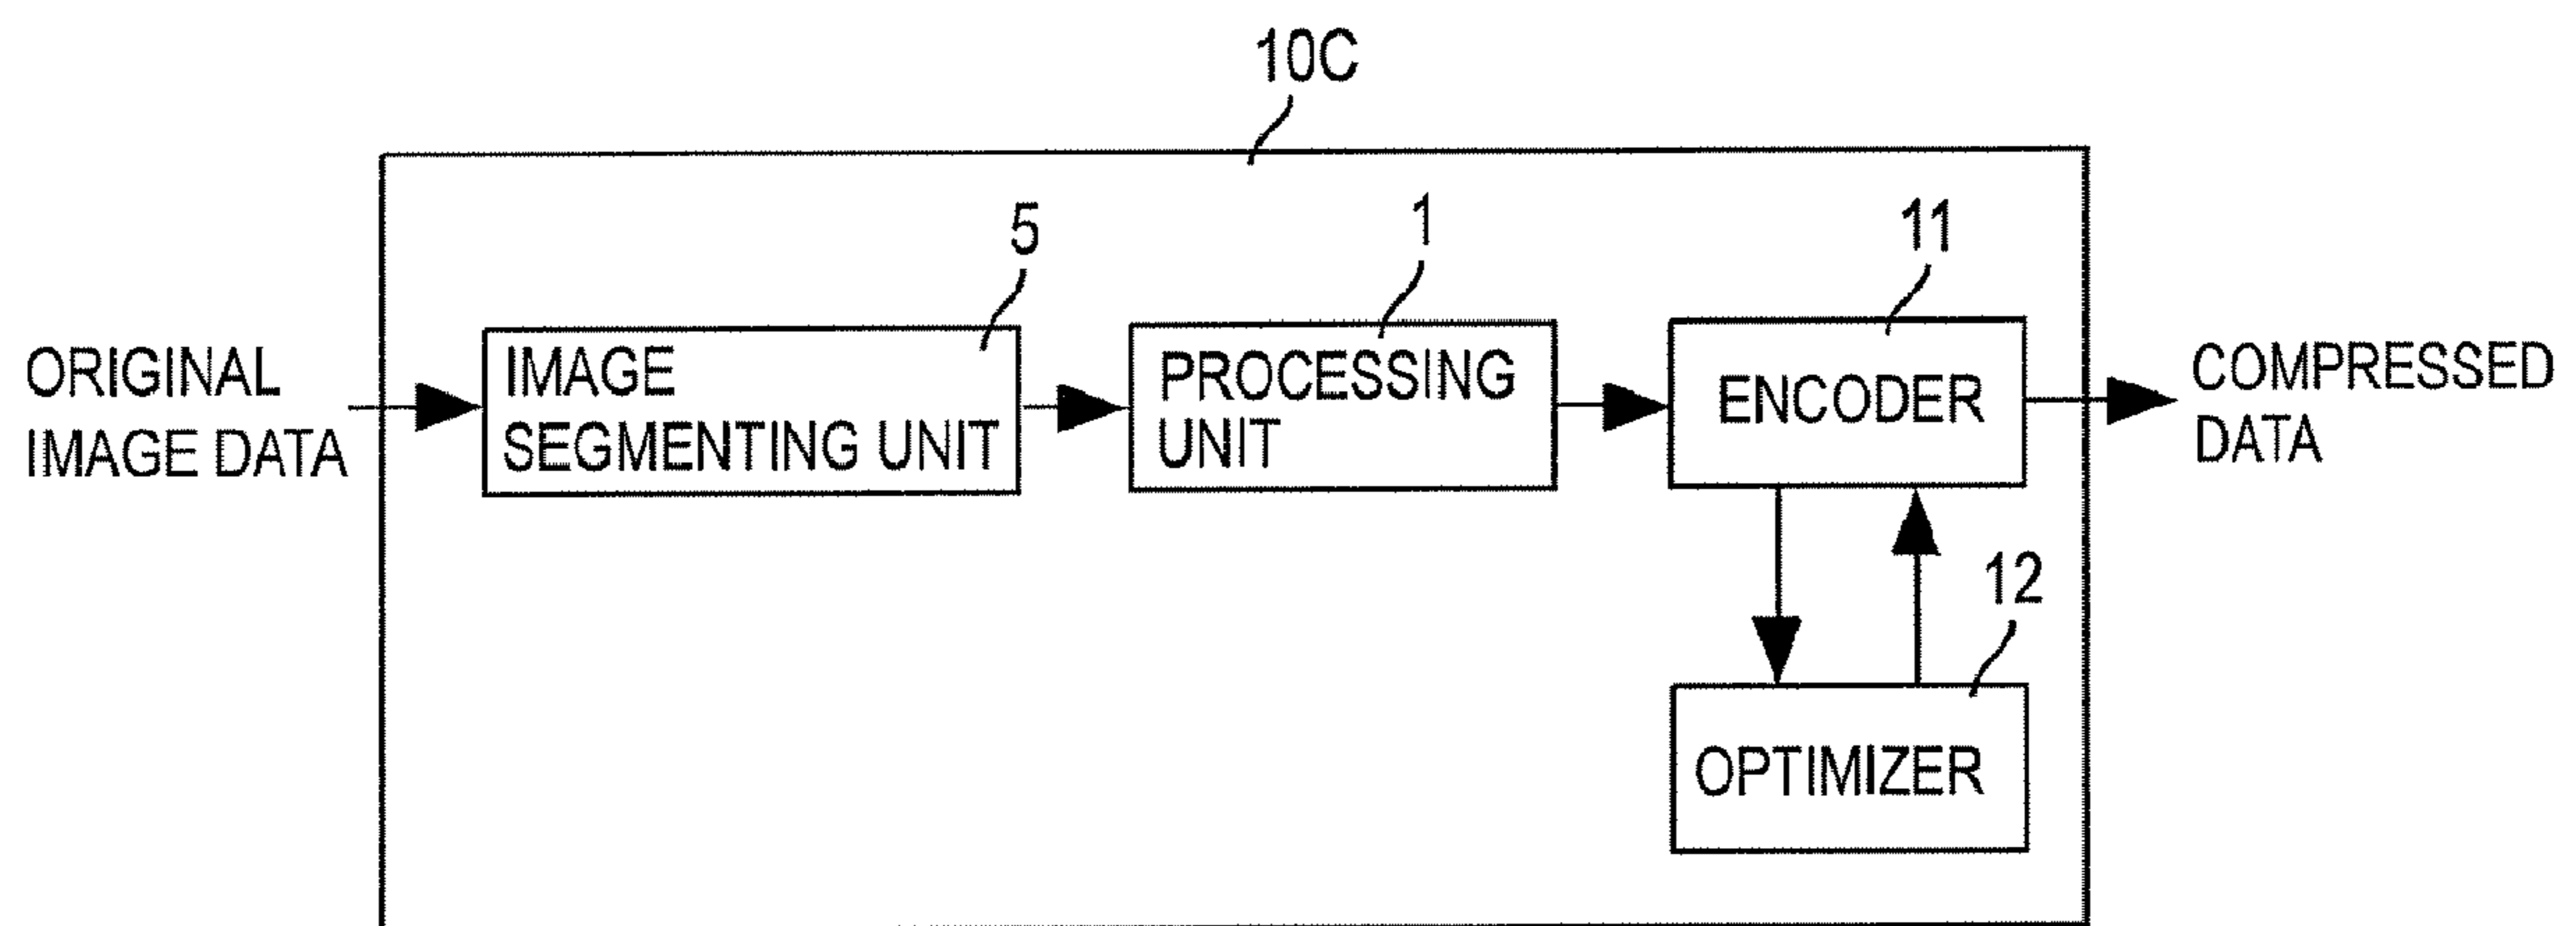 10C
5
1
11
ORIGINAL
IMAGE DATA
IMAGE
SEGMENTING UNIT
PROCESSING
UNIT
ENCODER
COMPRESSED
DATA
12
OPTIMIZER